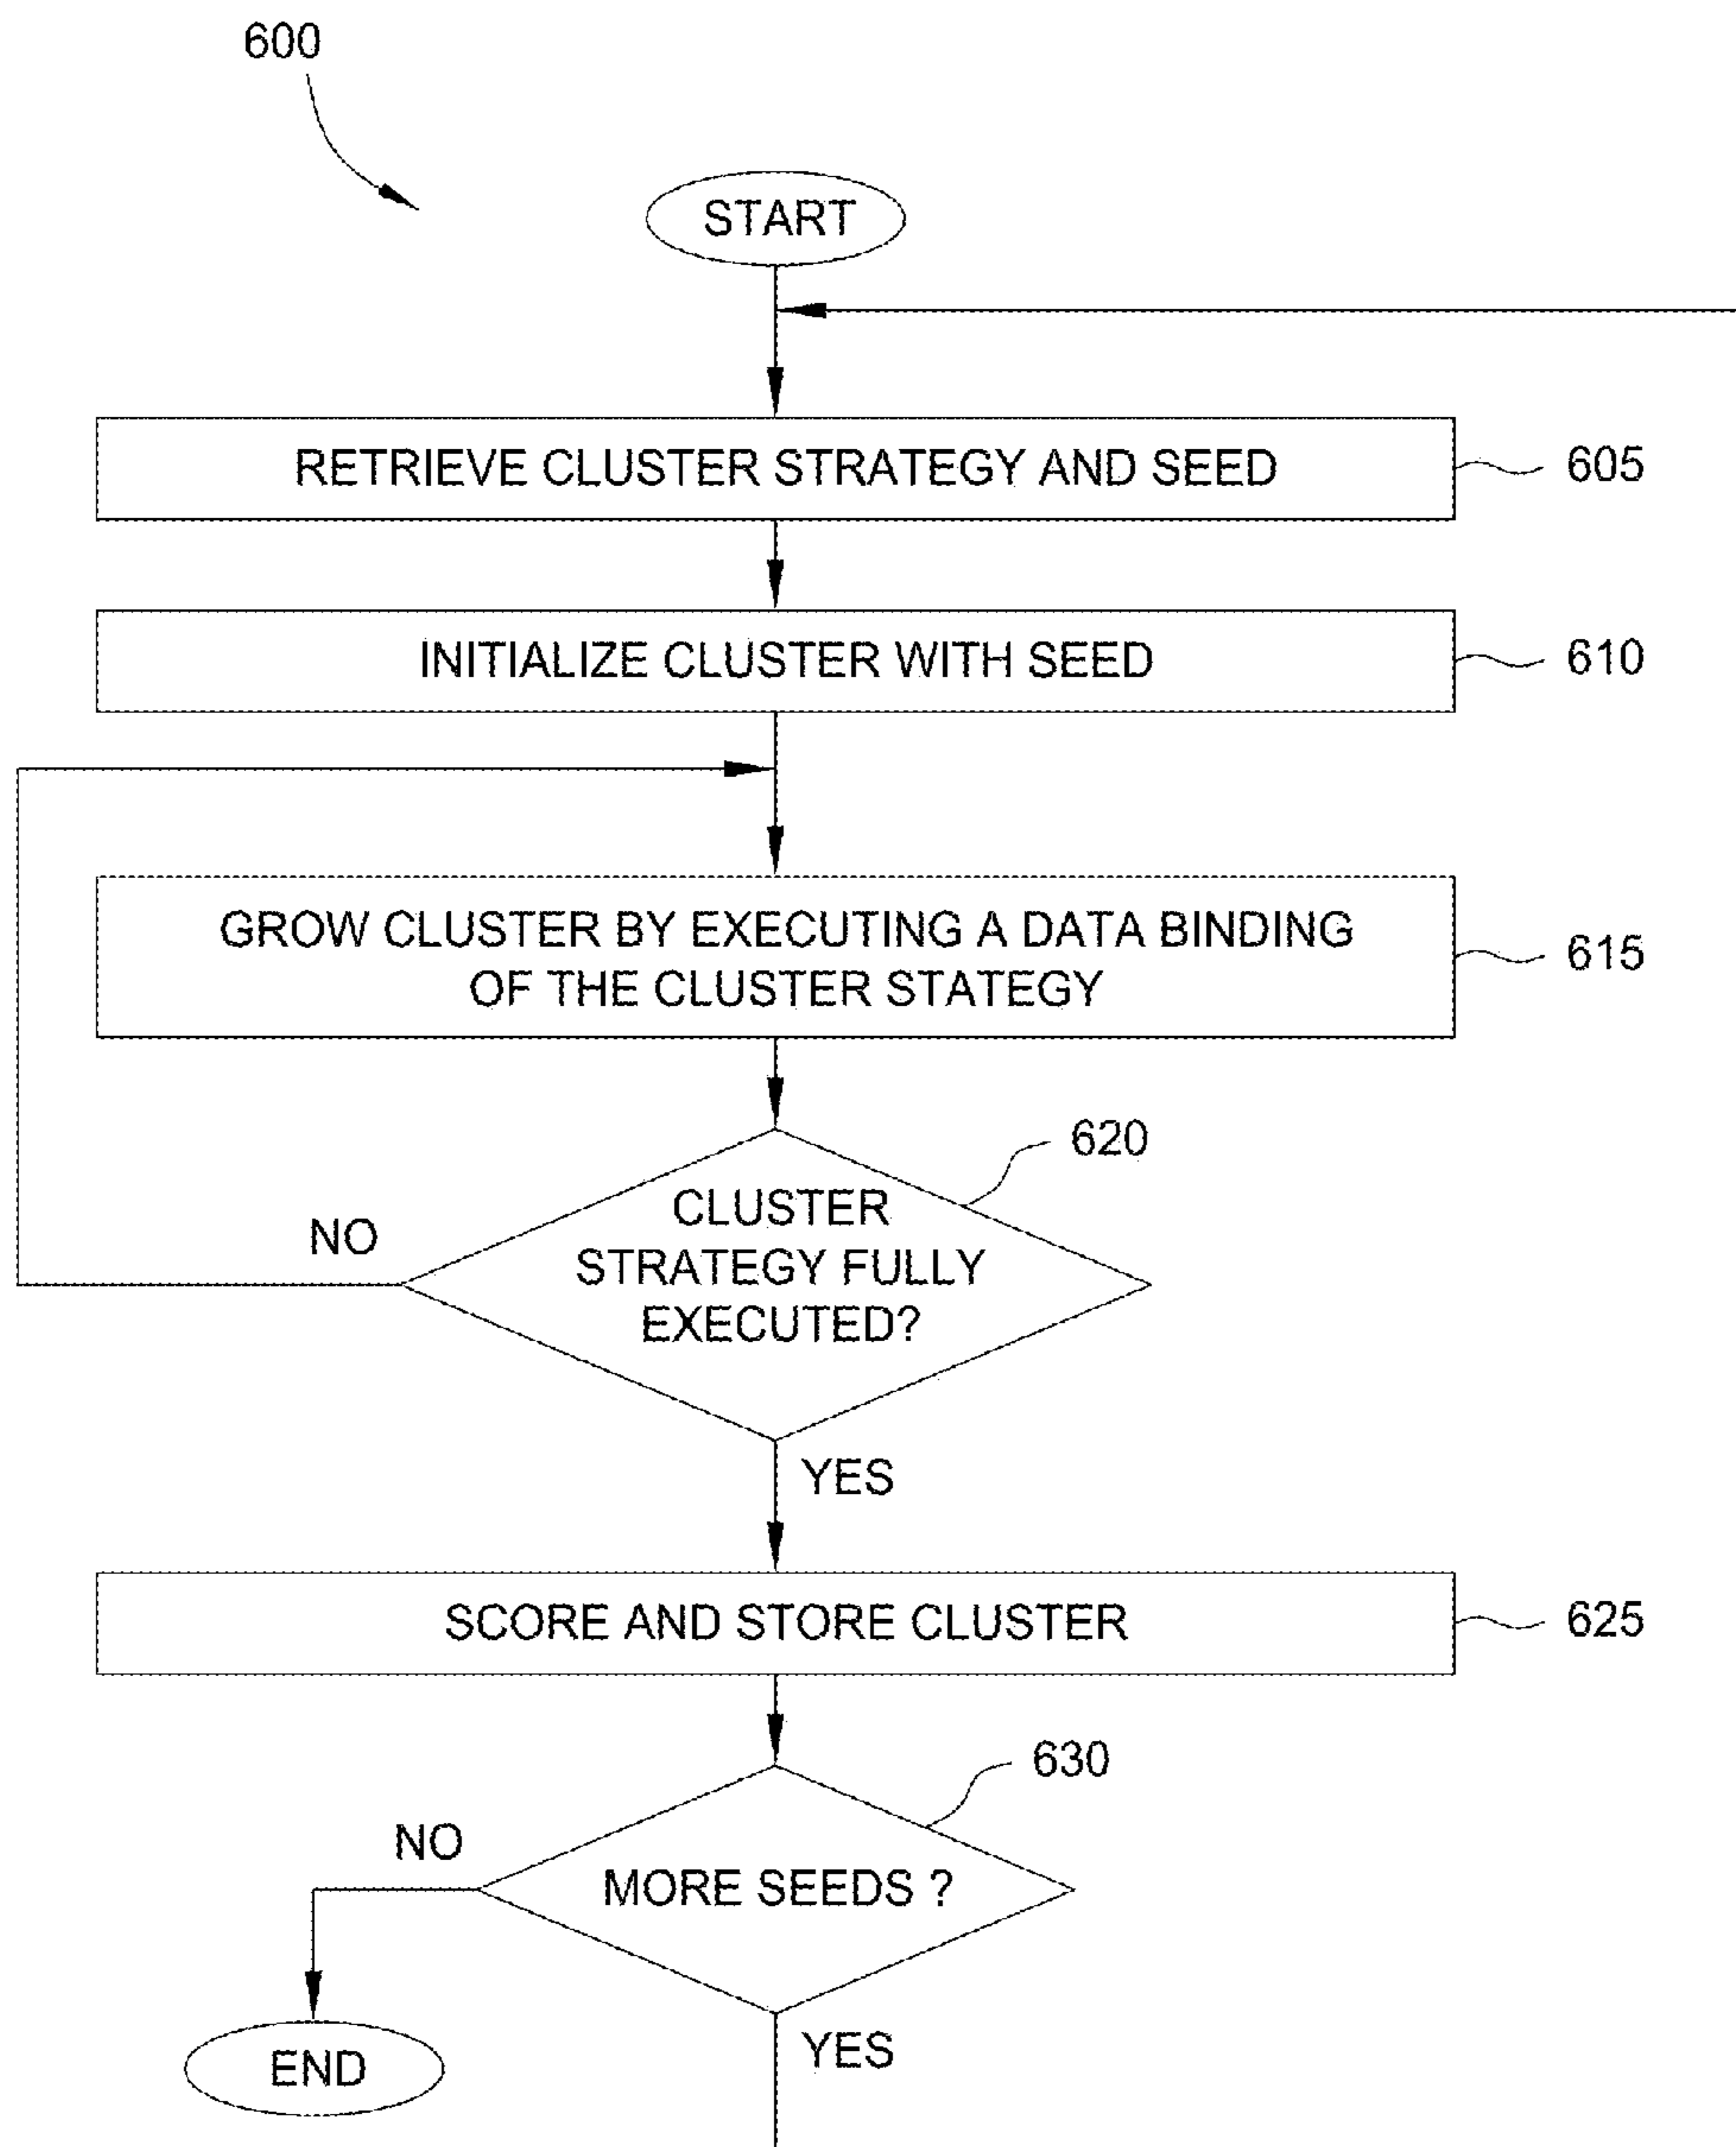 600
START
RETRIEVE CLUSTER STRATEGY AND SEED
605
INITIALIZE CLUSTER WITH SEED
610
GROW CLUSTER BY EXECUTING A DATA BINDING
OF THE CLUSTER STATEGY
615
620
CLUSTER
STRATEGY FULLY
EXECUTED?
NO
YES
SCORE AND STORE CLUSTER
625
630
NO
MORE SEEDS ?
YES
END